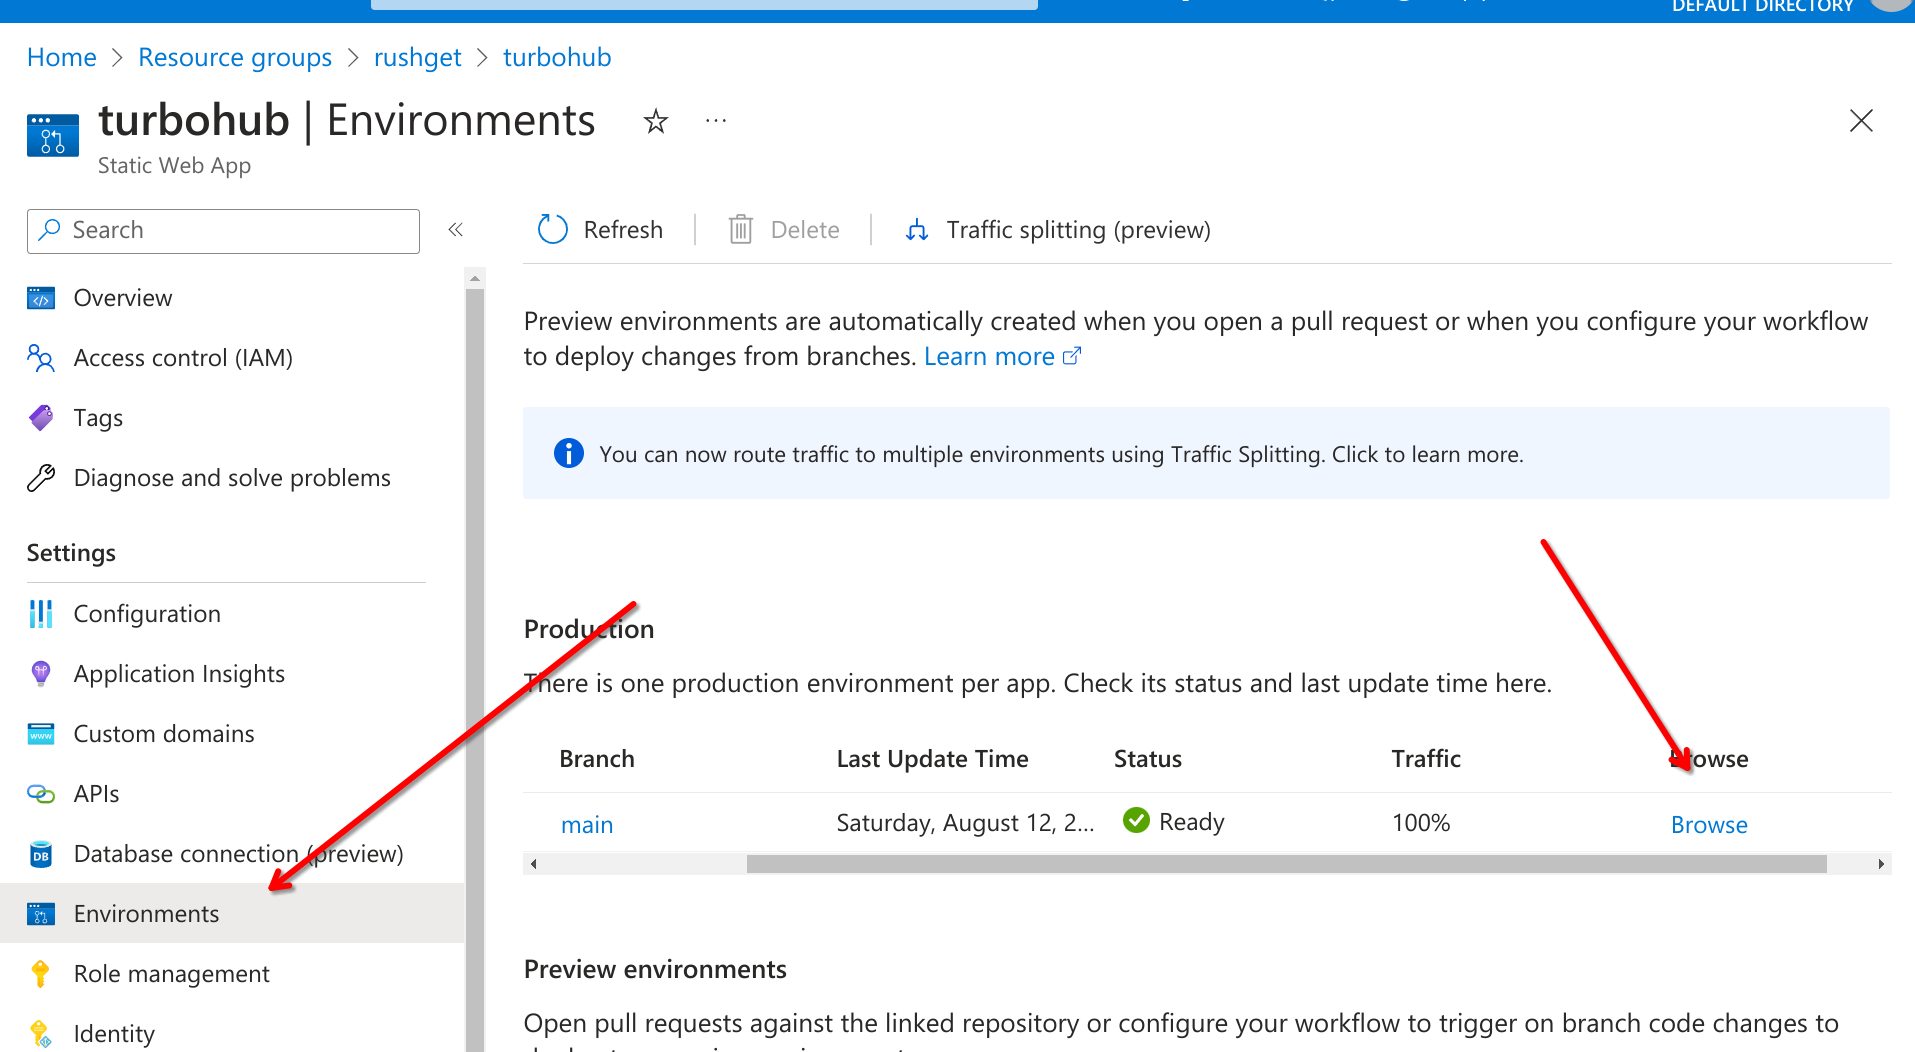 DEFAULT DIRECTORY
Home > Resource groups > rushget > turbohub
turbohub | Environments
Static Web App
Search
Refresh
Delete
Traffic splitting (preview)
Overview
Access control (IAM)
Tags
Diagnose and solve problems
Settings
Configuration
Application Insights
Custom domains
APIs
Database connection (preview)
Environments
Role management
Identity
Preview environments are automatically created when you open a pull request or when you configure your workflow
to deploy changes from branches. Learn more
You can now route traffic to multiple environments using Traffic Splitting. Click to learn more.
Production
There is one production environment per app. Check its status and last update time here.
Branch Last Update Time Status Traffic Browse
main Saturday, August 12, 2... Ready 100% Browse
Preview environments
Open pull requests against the linked repository or configure your workflow to trigger on branch code changes to